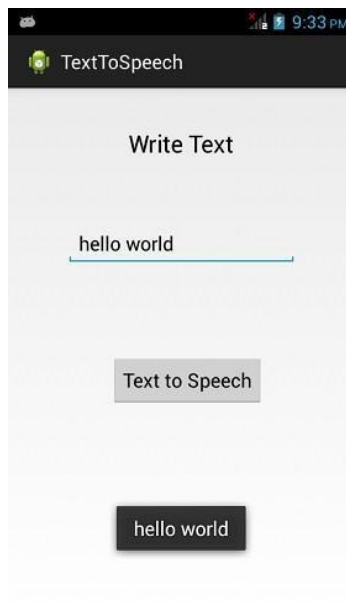 9:33 PM
TextToSpeech
Write Text
hello world
Text to Speech
hello world